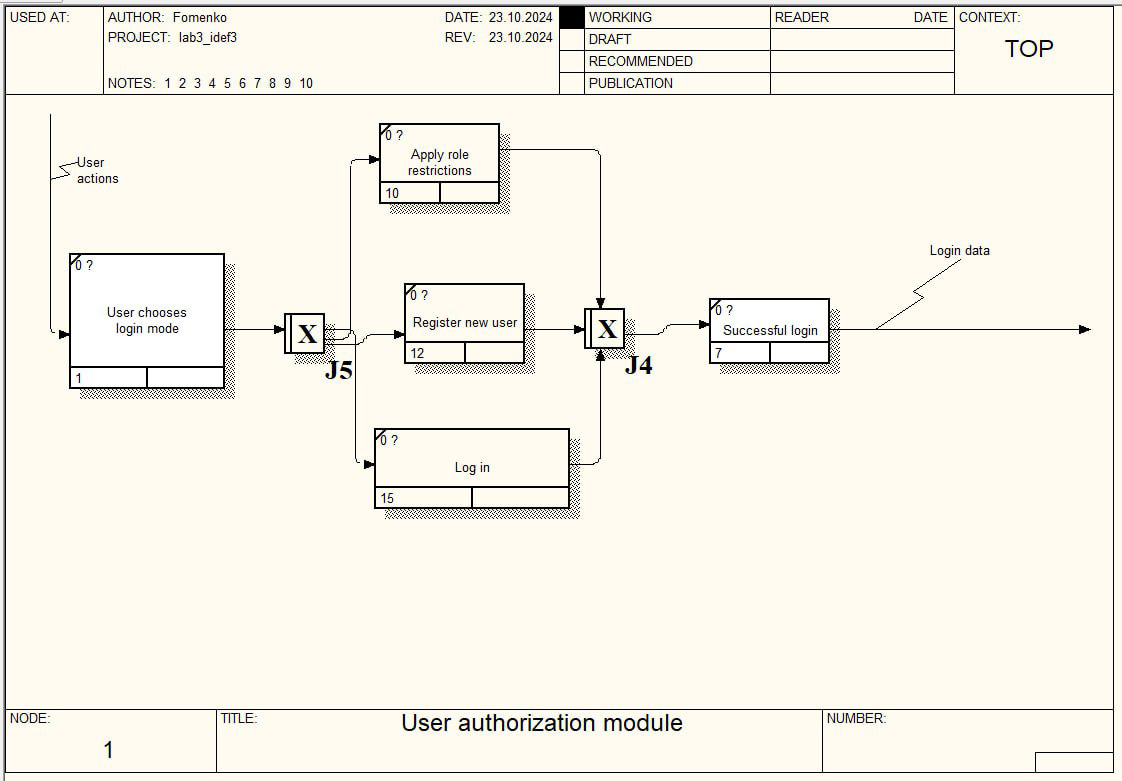 USED AT:
AUTHOR: Fomenko
DATE: 23.10.2024
PROJECT: lab3_idef3
REV: 23.10.2024
NOTES: 1 2 3 4 5 6 7 8 9 10
WORKING
DRAFT
RECOMMENDED
PUBLICATION
READER DATE
CONTEXT:
TOP
User
actions
0 ?
Apply role
restrictions
10
0 ?
User chooses
login mode
1
X
J5
0 ?
Register new user
12
X
J4
0 ?
Successful login
7
Login data
0 ?
Log in
15
NODE:
1
TITLE:
User authorization module
NUMBER: